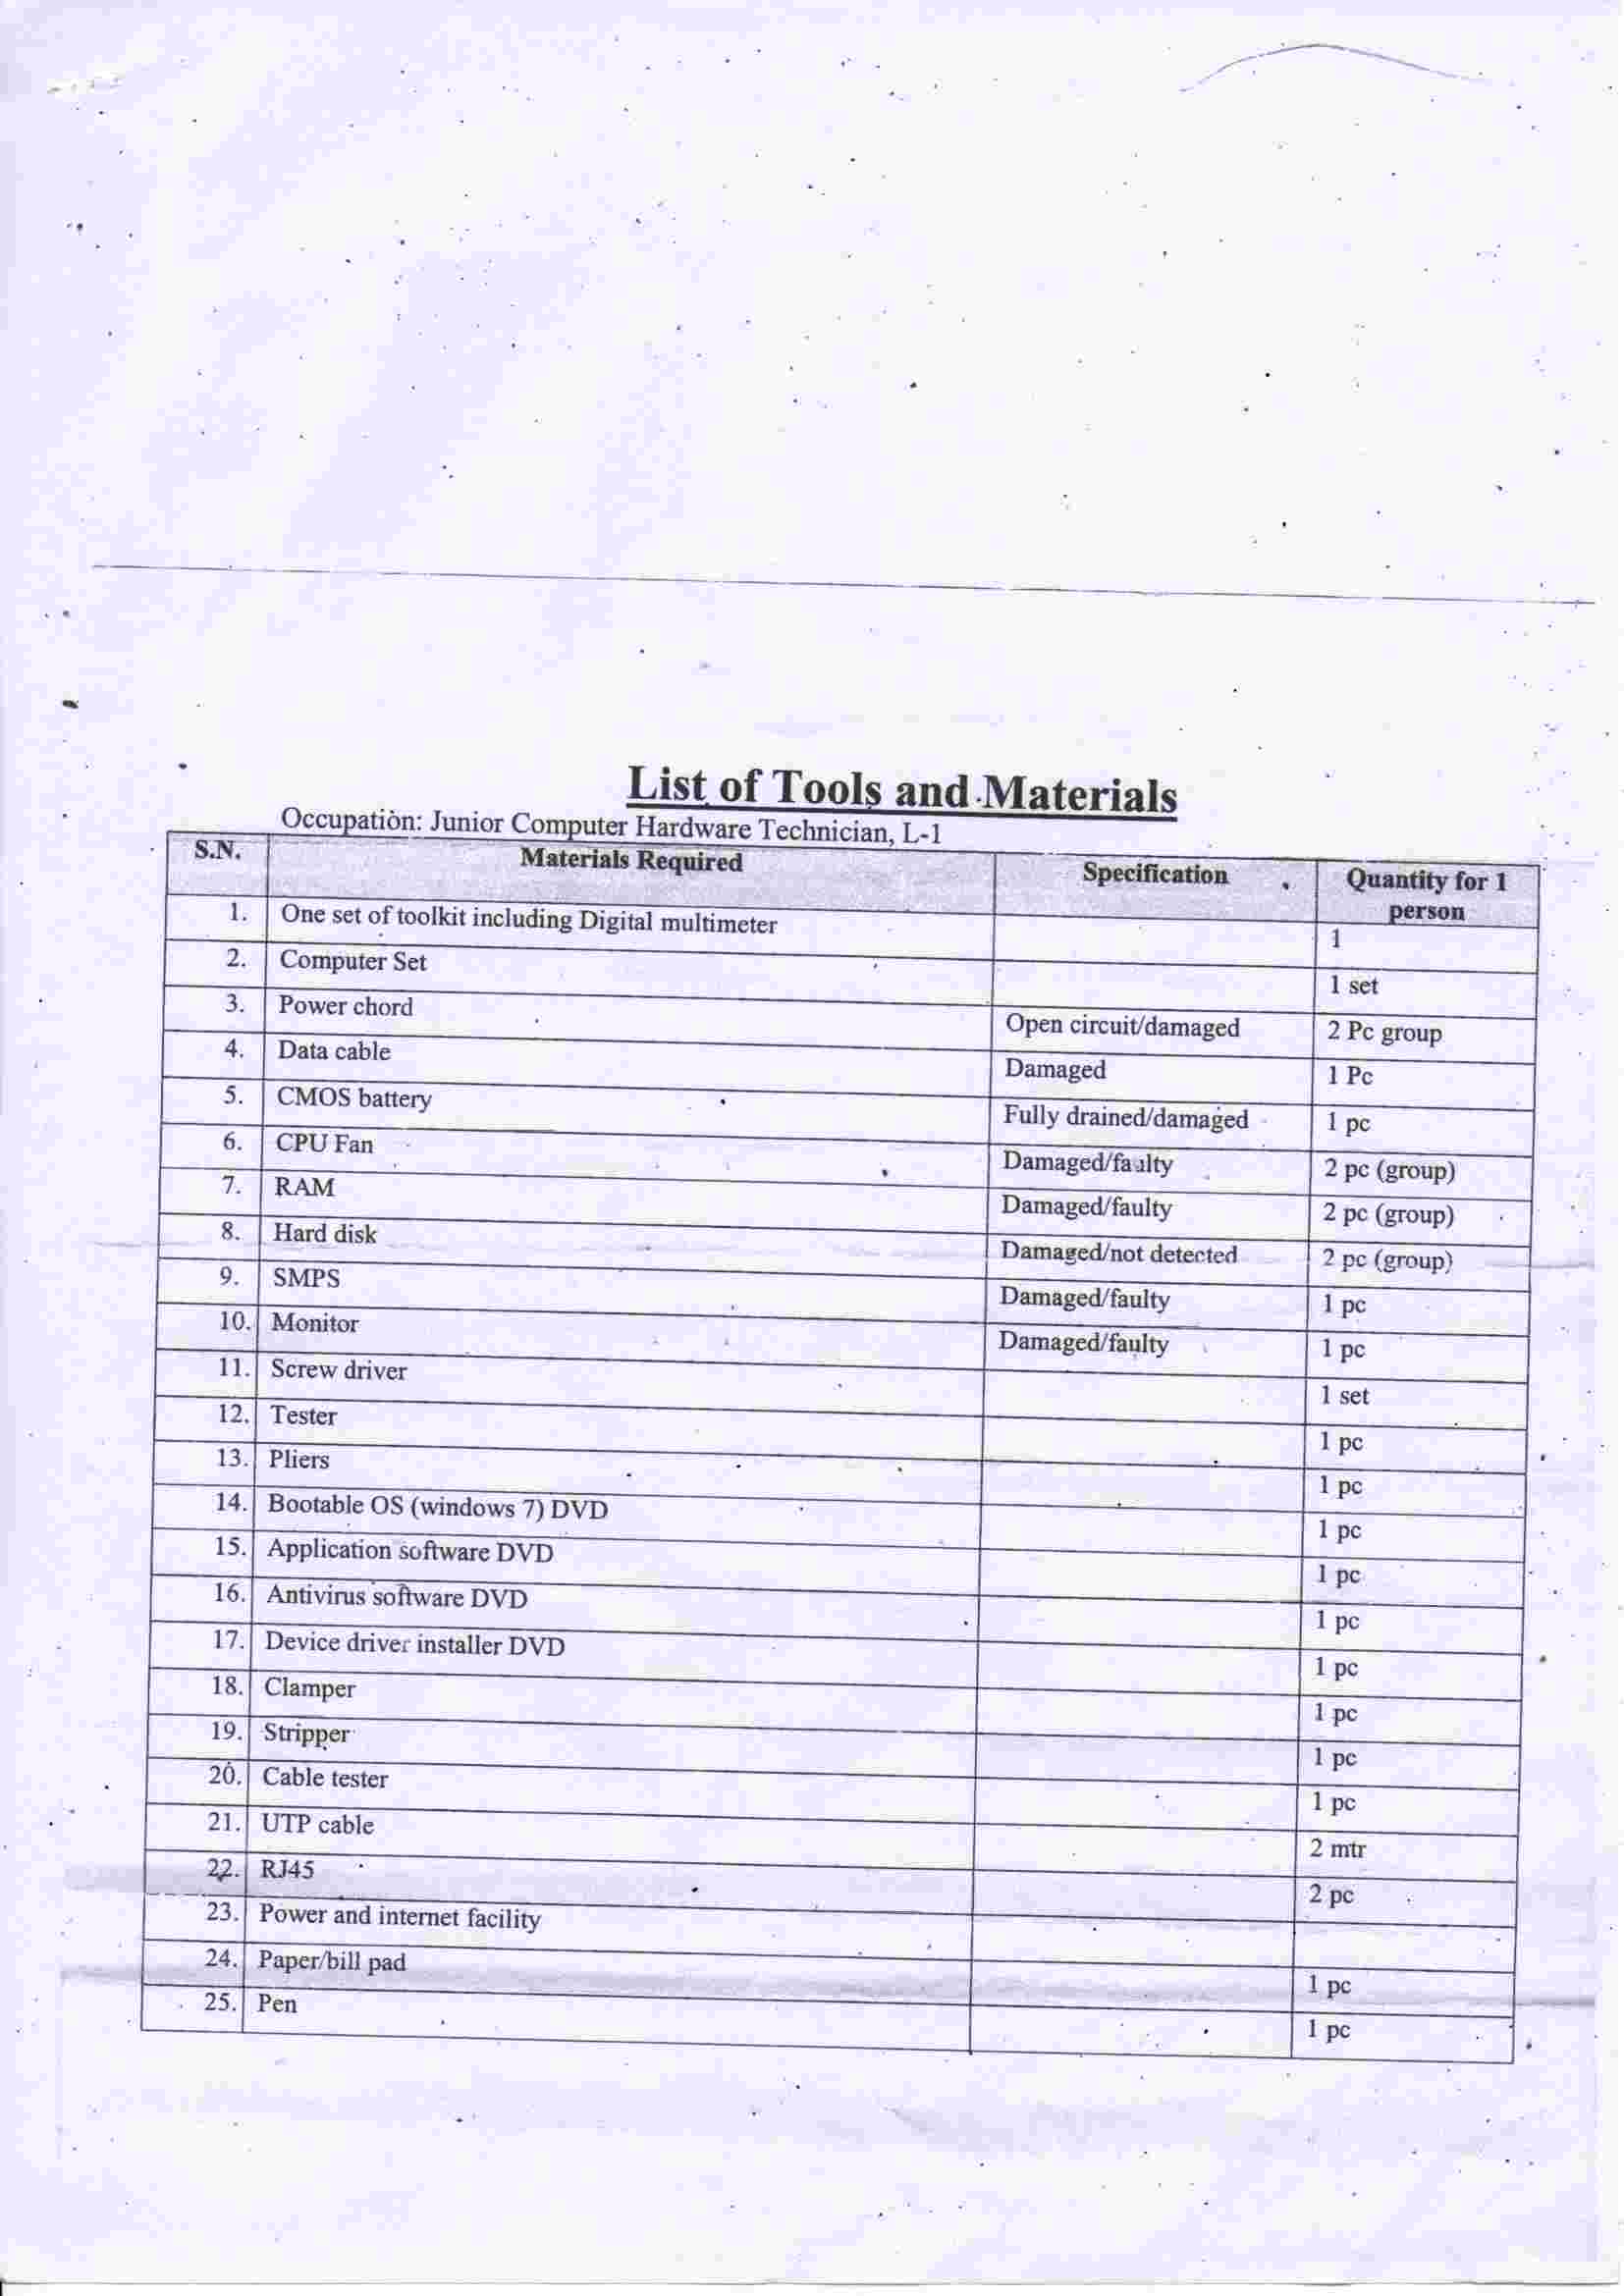 List of Tools and Materials
Occupation: Junior Computer Hardware Technician, L-1
S.N. Materials Required Specification Quantity for 1 person
1. One set of toolkit including Digital multimeter 1
2. Computer Set 1 set
3. Power chord Open circuit/damaged 2 Pc group
4. Data cable Damaged 1 Pc
5. CMOS battery Fully drained/damaged 1 pc
6. CPU Fan Damaged/faulty 2 pc (group)
7. RAM Damaged/faulty 2 pc (group)
8. Hard disk Damaged/not detected 2 pc (group)
9. SMPS Damaged/faulty 1 pc
10. Monitor Damaged/faulty 1 pc
11. Screw driver 1 set
12. Tester 1 pc
13. Pliers 1 pc
14. Bootable OS (windows 7) DVD 1 pc
15. Application software DVD 1 pc
16. Antivirus software DVD 1 pc
17. Device driver installer DVD 1 pc
18. Clamper 1 pc
19. Stripper 1 pc
20. Cable tester 1 pc
21. UTP cable 2 mtr
22. RJ45 2 pc
23. Power and internet facility
24. Paper/bill pad 1 pc
25. Pen 1 pc